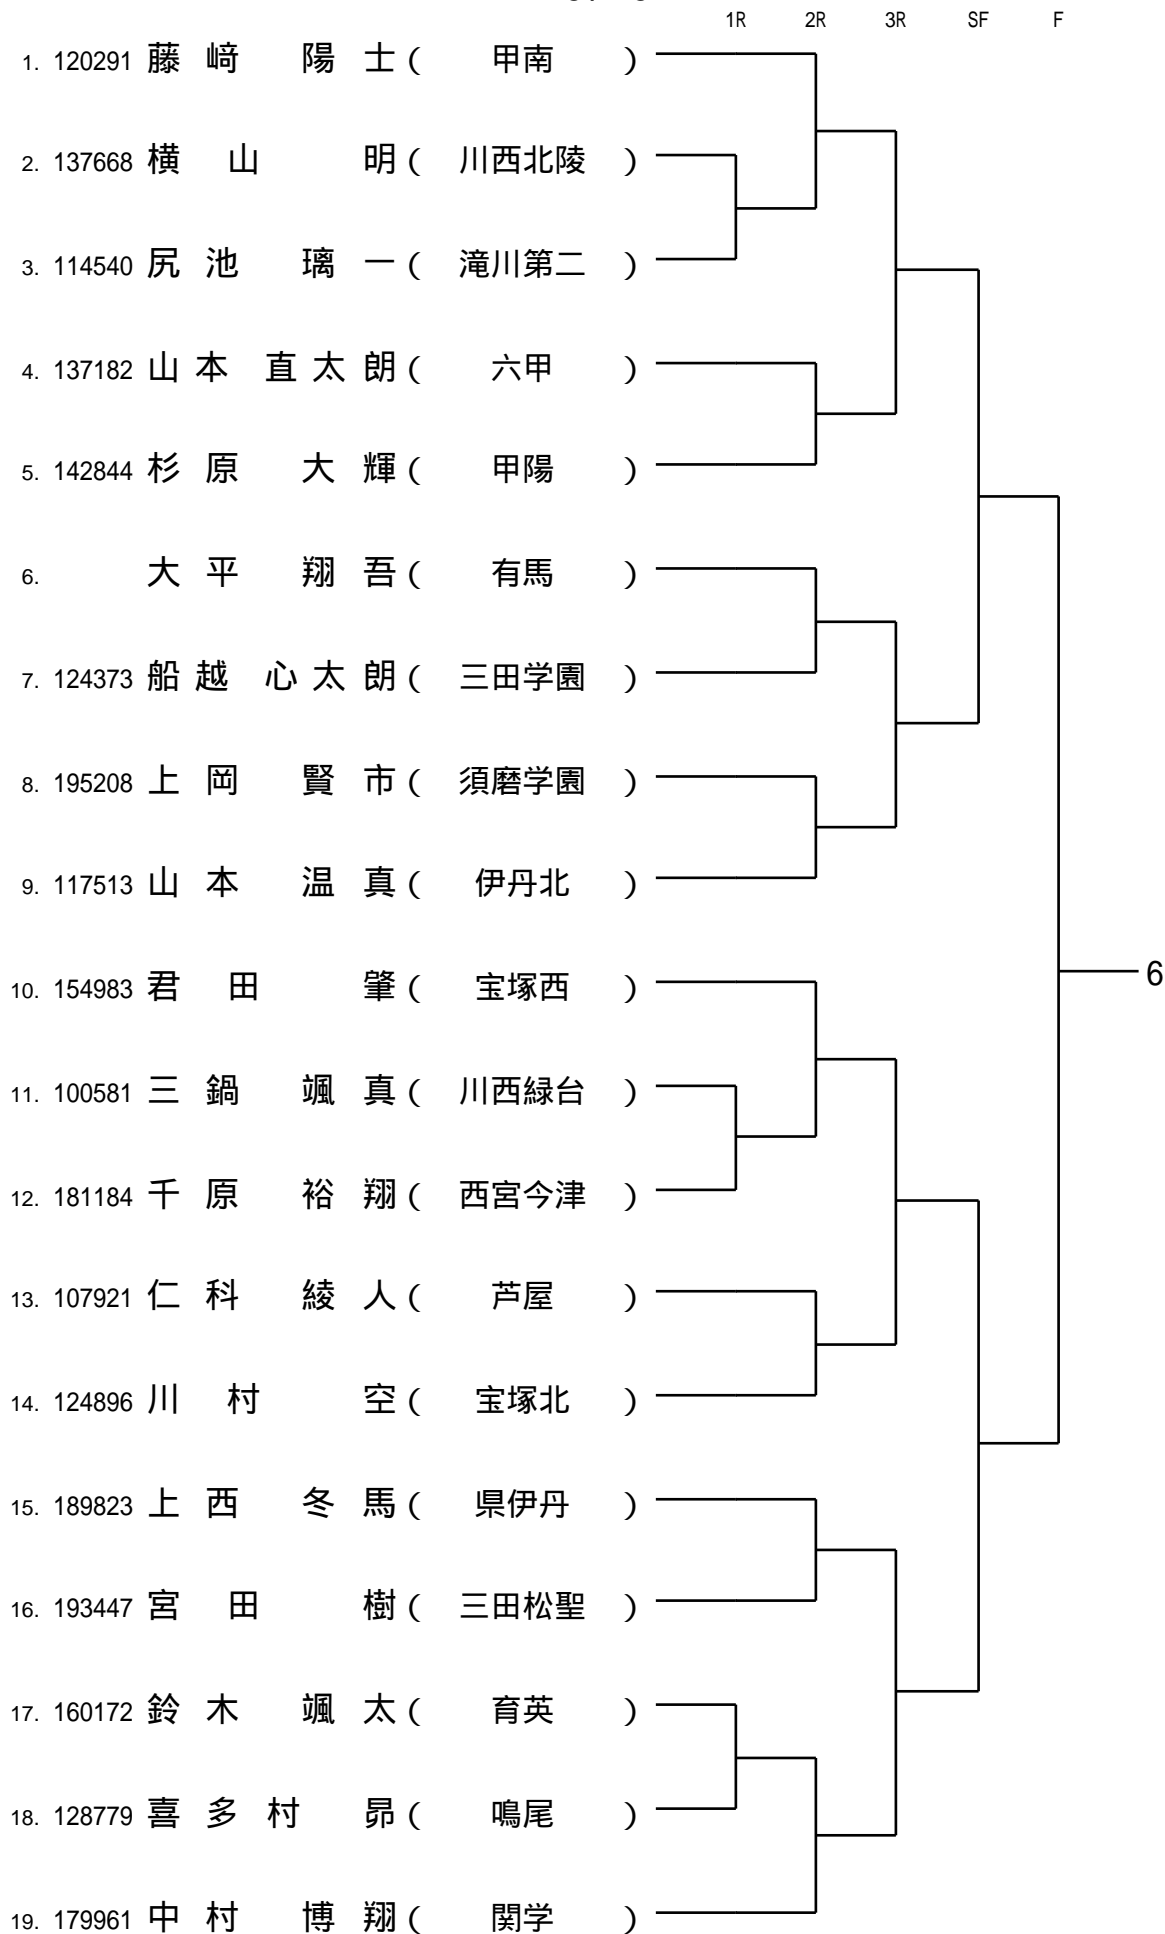 1R 2R 3R SF F
1. 120291 藤﨑 陽士 ( 甲南 )
2. 137668 横山 明 ( 川西北陵 )
3. 114540 尻池 璃一 ( 滝川第二 )
4. 137182 山本 直太朗 ( 六甲 )
5. 142844 杉原 大輝 ( 甲陽 )
6. 大平 翔吾 ( 有馬 )
7. 124373 船越 心太朗 ( 三田学園 )
8. 195208 上岡 賢市 ( 須磨学園 )
9. 117513 山本 温真 ( 伊丹北 )
6
10. 154983 君田 肇 ( 宝塚西 )
11. 100581 三鍋 颯真 ( 川西緑台 )
12. 181184 千原 裕翔 ( 西宮今津 )
13. 107921 仁科 綾人 ( 芦屋 )
14. 124896 川村 空 ( 宝塚北 )
15. 189823 上西 冬馬 ( 県伊丹 )
16. 193447 宮田 樹 ( 三田松聖 )
17. 160172 鈴木 颯太 ( 育英 )
18. 128779 喜多村 昴 ( 鳴尾 )
19. 179961 中村 博翔 ( 関学 )